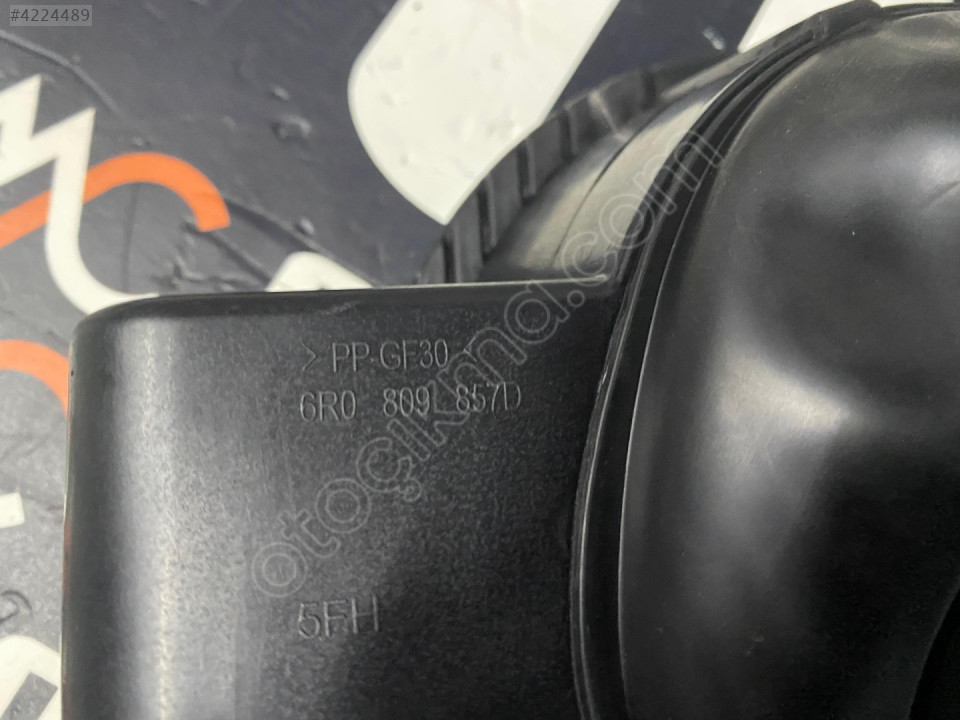 #4224489
> PP-GF30 <
6R0 809 857D
otoçıkma.com
5FH